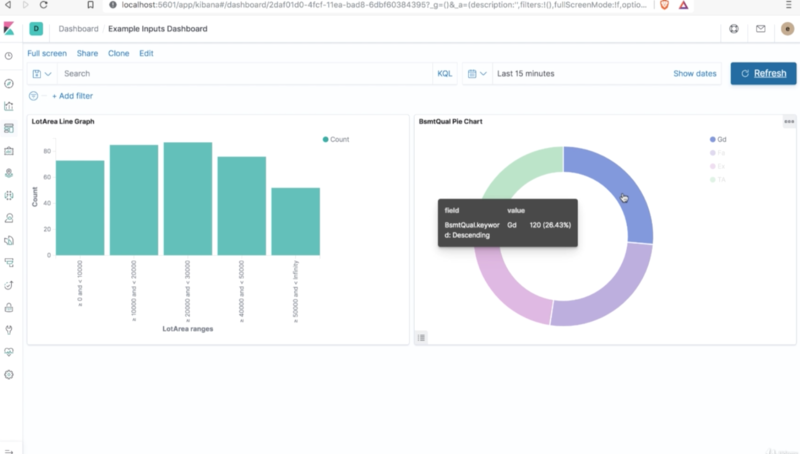 localhost:5601/app/kibana#/dashboard/2daf01d0-4fcf-11ea-bad8-6dbf60384395?_g=()&_a=(description:'',filters:!(),fullScreenMode:!f,optio...
D
Dashboard
Example Inputs Dashboard
e
Full screen
Share
Clone
Edit
Search
KQL
Last 15 minutes
Show dates
Refresh
+ Add filter
LotArea Line Graph
Count
80
60
40
20
0
Count
≥ 0 and < 10000
≥ 10000 and < 20000
≥ 20000 and < 30000
≥ 40000 and < 50000
≥ 50000 and < Infinity
LotArea ranges
BsmtQual Pie Chart
Gd
Fa
Ex
TA
field
value
BsmtQual.keywor
d: Descending
Gd
120 (26.43%)